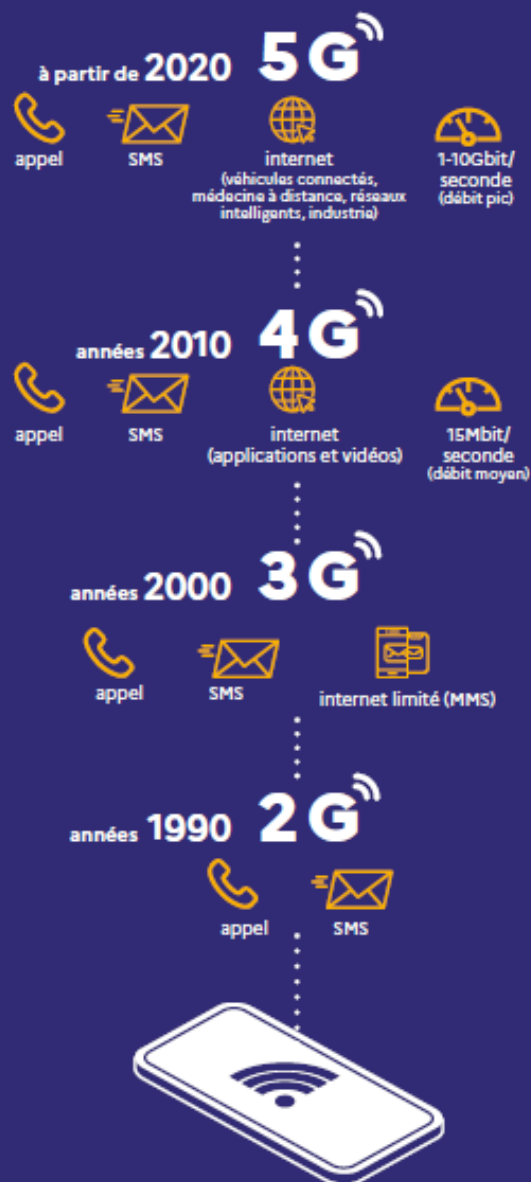 à partir de 2020 5G
appel
SMS
internet
(véhicules connectés,
médecine à distance, réseaux
intelligents, industrie)
1-10Gbit/
seconde
(débit pic)
années 2010 4G
appel
SMS
internet
(applications et vidéos)
15Mbit/
seconde
(débit moyen)
années 2000 3G
appel
SMS
internet limité (MMS)
années 1990 2G
appel
SMS